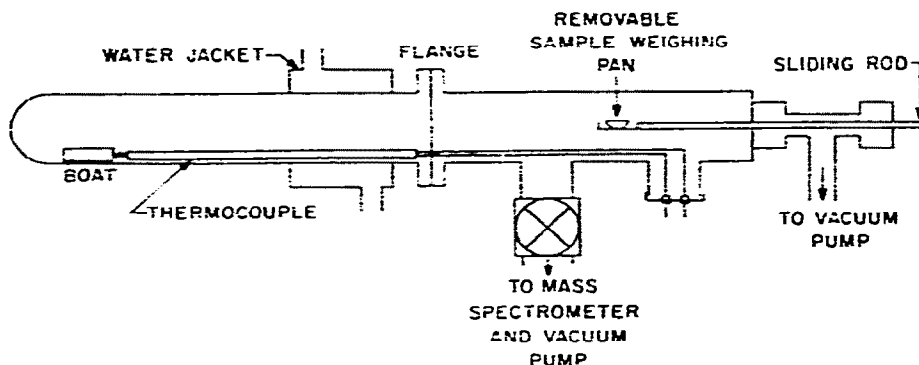 REMOVABLE
SAMPLE WEIGHING
PAN
WATER JACKET
FLANGE
SLIDING ROD
BOAT
THERMOCOUPLE
TO VACUUM
PUMP
TO MASS
SPECTROMETER
AND VACUUM
PUMP